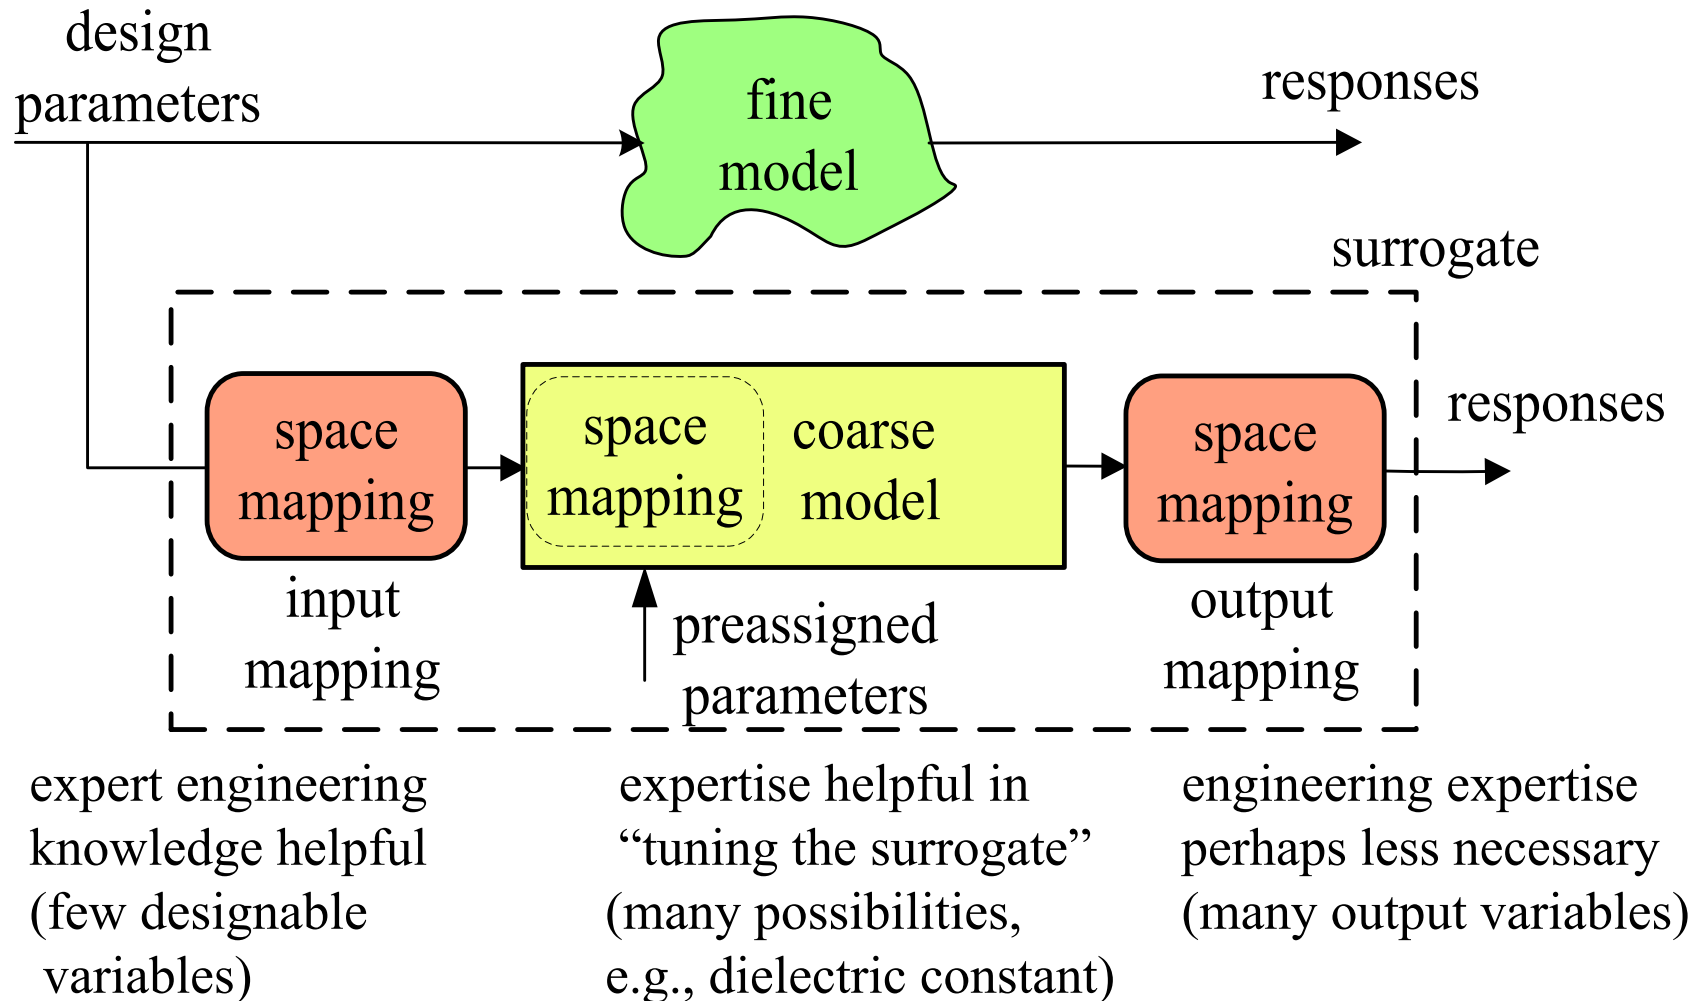 design
parameters
fine
model
responses
surrogate
space
mapping
input
mapping
space
mapping
coarse
model
preassigned
parameters
space
mapping
output
mapping
responses
expert engineering
knowledge helpful
(few designable
variables)
expertise helpful in
“tuning the surrogate”
(many possibilities,
e.g., dielectric constant)
engineering expertise
perhaps less necessary
(many output variables)